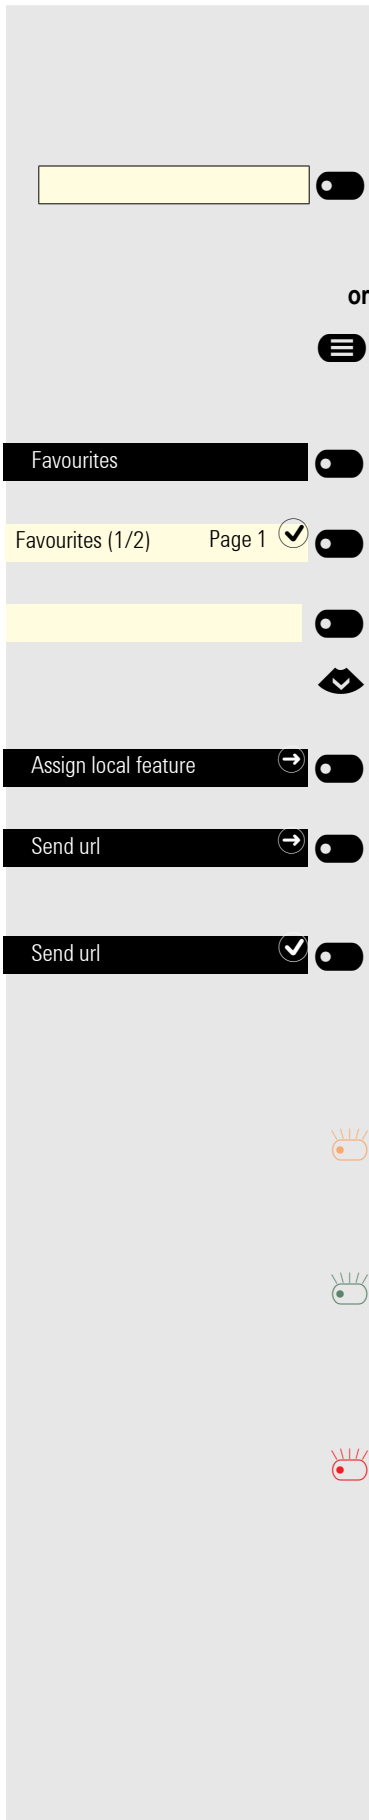 or
Favourites
Favourites (1/2) Page 1
Assign local feature
Send url
Send url